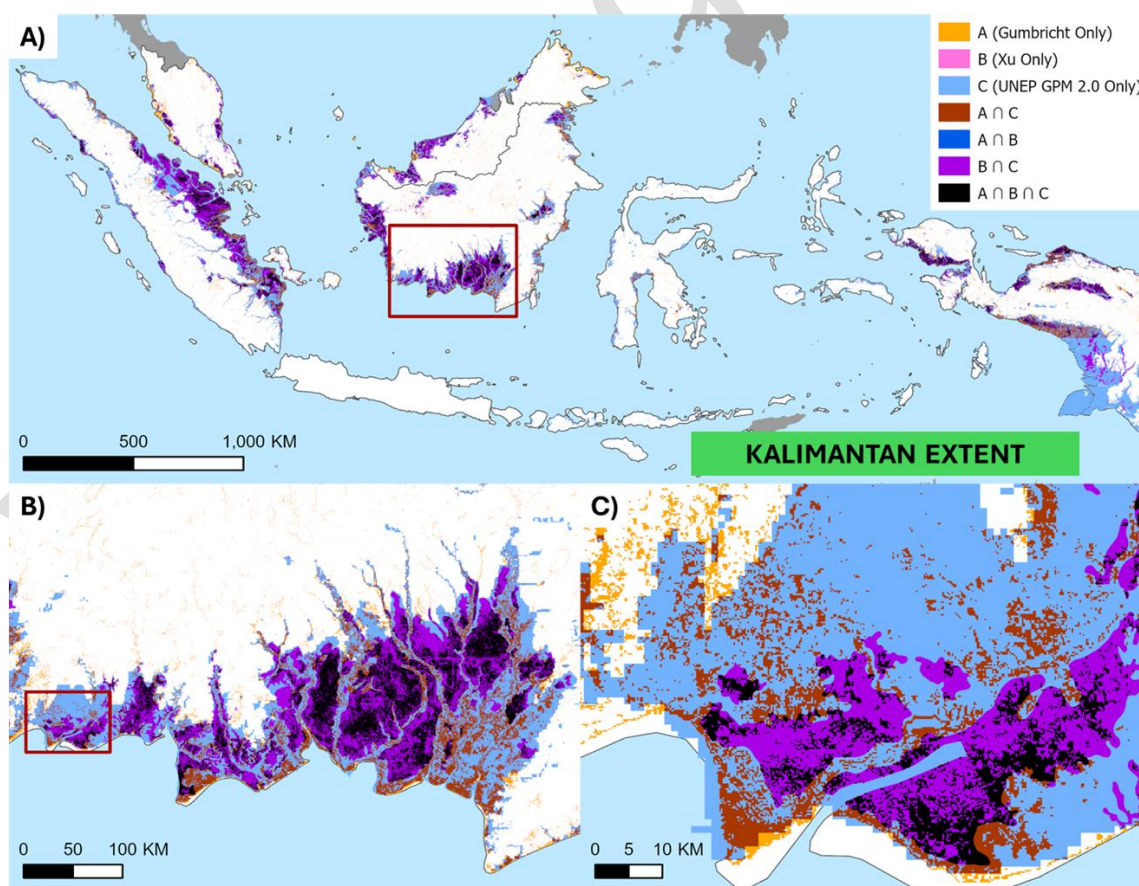 A)
A (Gumbricht Only)
B (Xu Only)
C (UNEP GPM 2.0 Only)
A ∩ C
A ∩ B
B ∩ C
A ∩ B ∩ C
0 500 1,000 KM
KALIMANTAN EXTENT
B)
0 50 100 KM
C)
0 5 10 KM